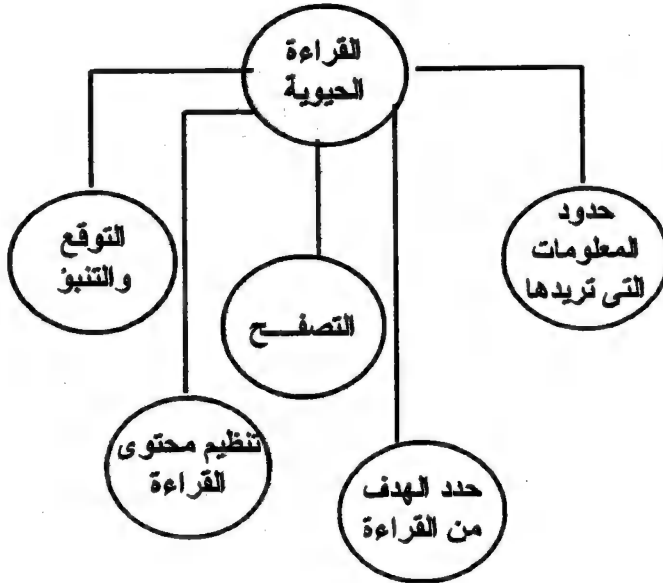 القراءة
الحيوية
حدود
المعلومات
التى تريدها
التوقع
والتنبؤ
التصفـــح
تنظيم محتوى
القراءة
حدد الهدف
من القراءة